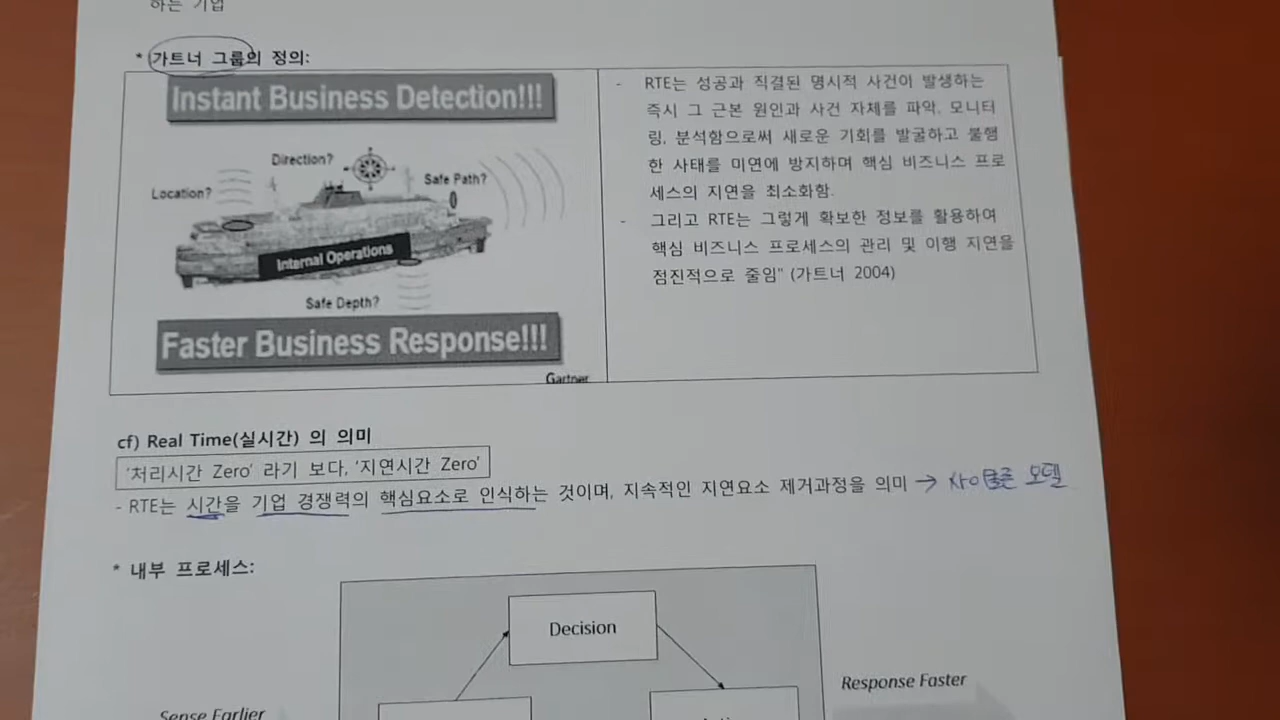 하는 기업
* 가트너 그룹의 정의:
Instant Business Detection!!!
Direction?
Location?
Safe Path?
Internal Operations
Safe Depth?
Faster Business Response!!!
Gartner
- RTE는 성공과 직결된 명시적 사건이 발생하는
즉시 그 근본 원인과 사건 자체를 파악, 모니터
링, 분석함으로써 새로운 기회를 발굴하고 불행
한 사태를 미연에 방지하며 핵심 비즈니스 프로
세스의 지연을 최소화함.
- 그리고 RTE는 그렇게 확보한 정보를 활용하여
핵심 비즈니스 프로세스의 관리 및 이행 지연을
점진적으로 줄임" (가트너 2004)
cf) Real Time(실시간) 의 의미
'처리시간 Zero' 라기 보다, '지연시간 Zero'
- RTE는 시간을 기업 경쟁력의 핵심요소로 인식하는 것이며, 지속적인 지연요소 제거과정을 의미 → 사이클론 모델
* 내부 프로세스:
Decision
Response Faster
Sense Earlier